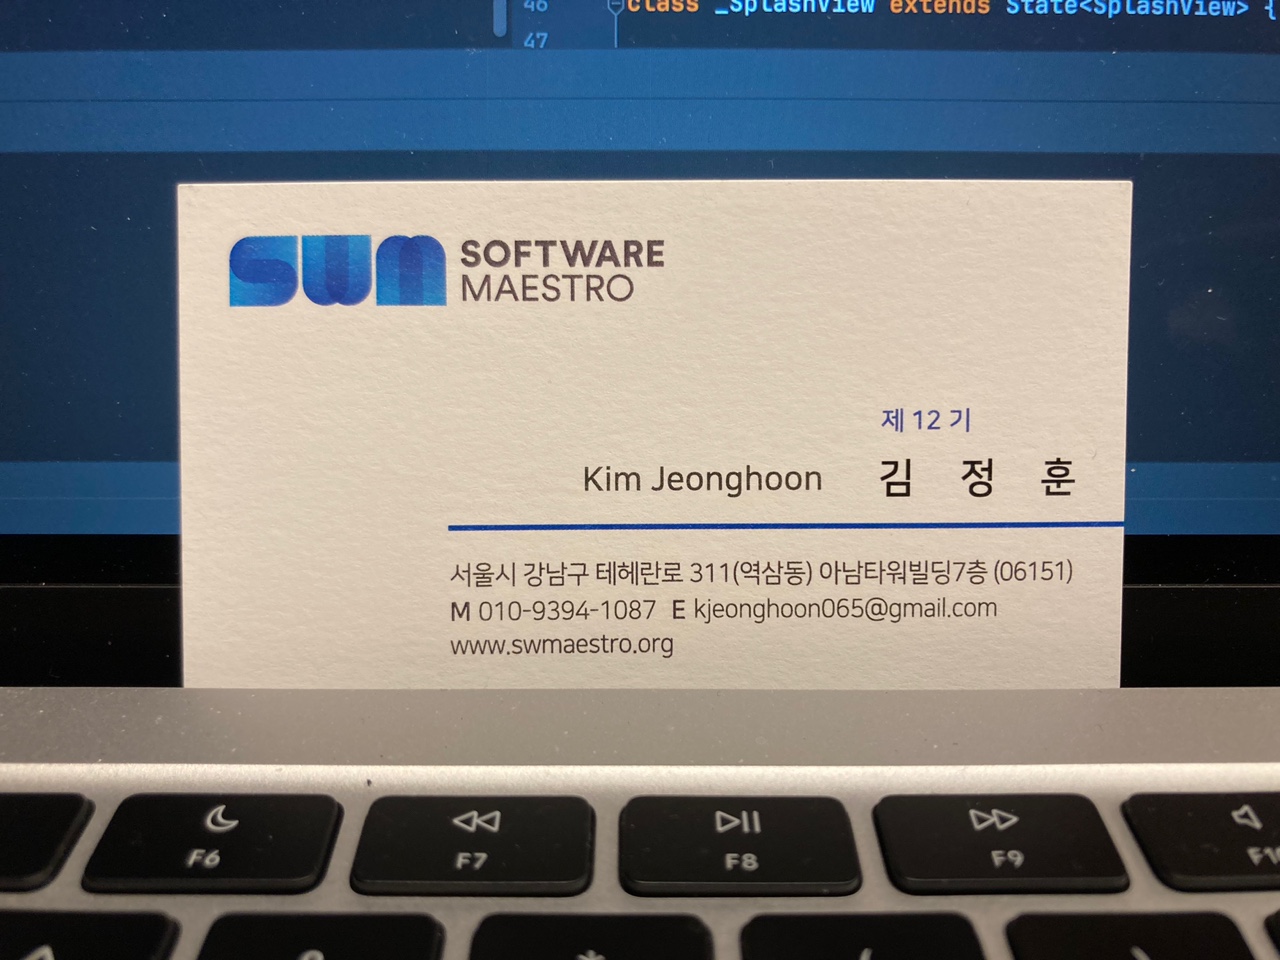 46 class _SplashView extends State<SplashView> {
47
SWM SOFTWARE
MAESTRO
제 12 기
Kim Jeonghoon 김 정 훈
서울시 강남구 테헤란로 311(역삼동) 아남타워빌딩7층 (06151)
M 010-9394-1087 E kjeonghoon065@gmail.com
www.swmaestro.org
F6 F7 F8 F9